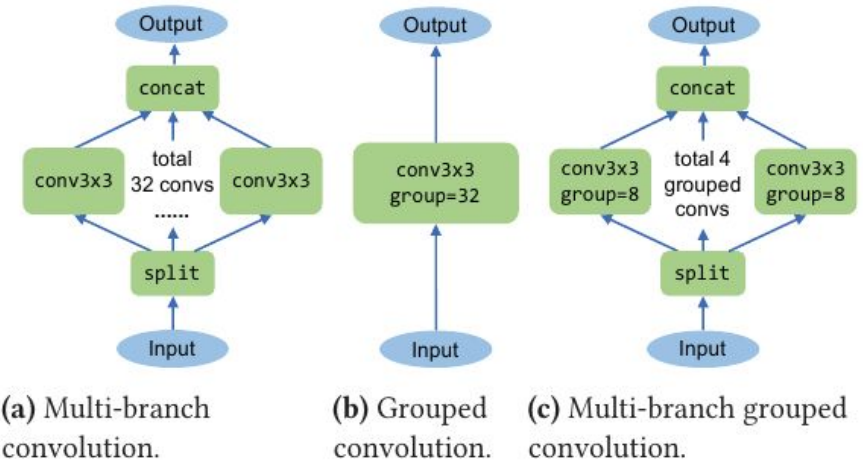 Output
concat
conv3x3
total
32 convs
......
conv3x3
split
Input
(a) Multi-branch
convolution.
Output
conv3x3
group=32
Input
(b) Grouped
convolution.
Output
concat
conv3x3
group=8
total 4
grouped
convs
conv3x3
group=8
split
Input
(c) Multi-branch grouped
convolution.